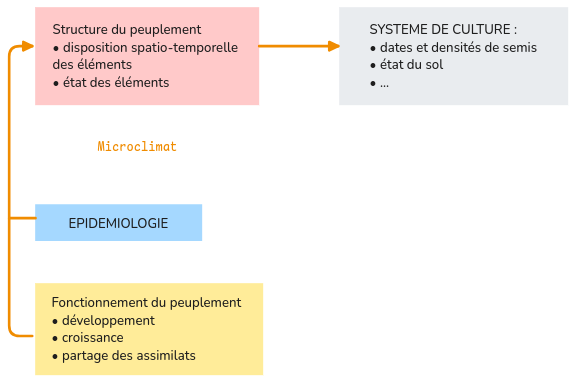 Structure du peuplement
• disposition spatio-temporelle
des éléments
• état des éléments
SYSTEME DE CULTURE :
• dates et densités de semis
• état du sol
• ...
Microclimat
EPIDEMIOLOGIE
Fonctionnement du peuplement
• développement
• croissance
• partage des assimilats